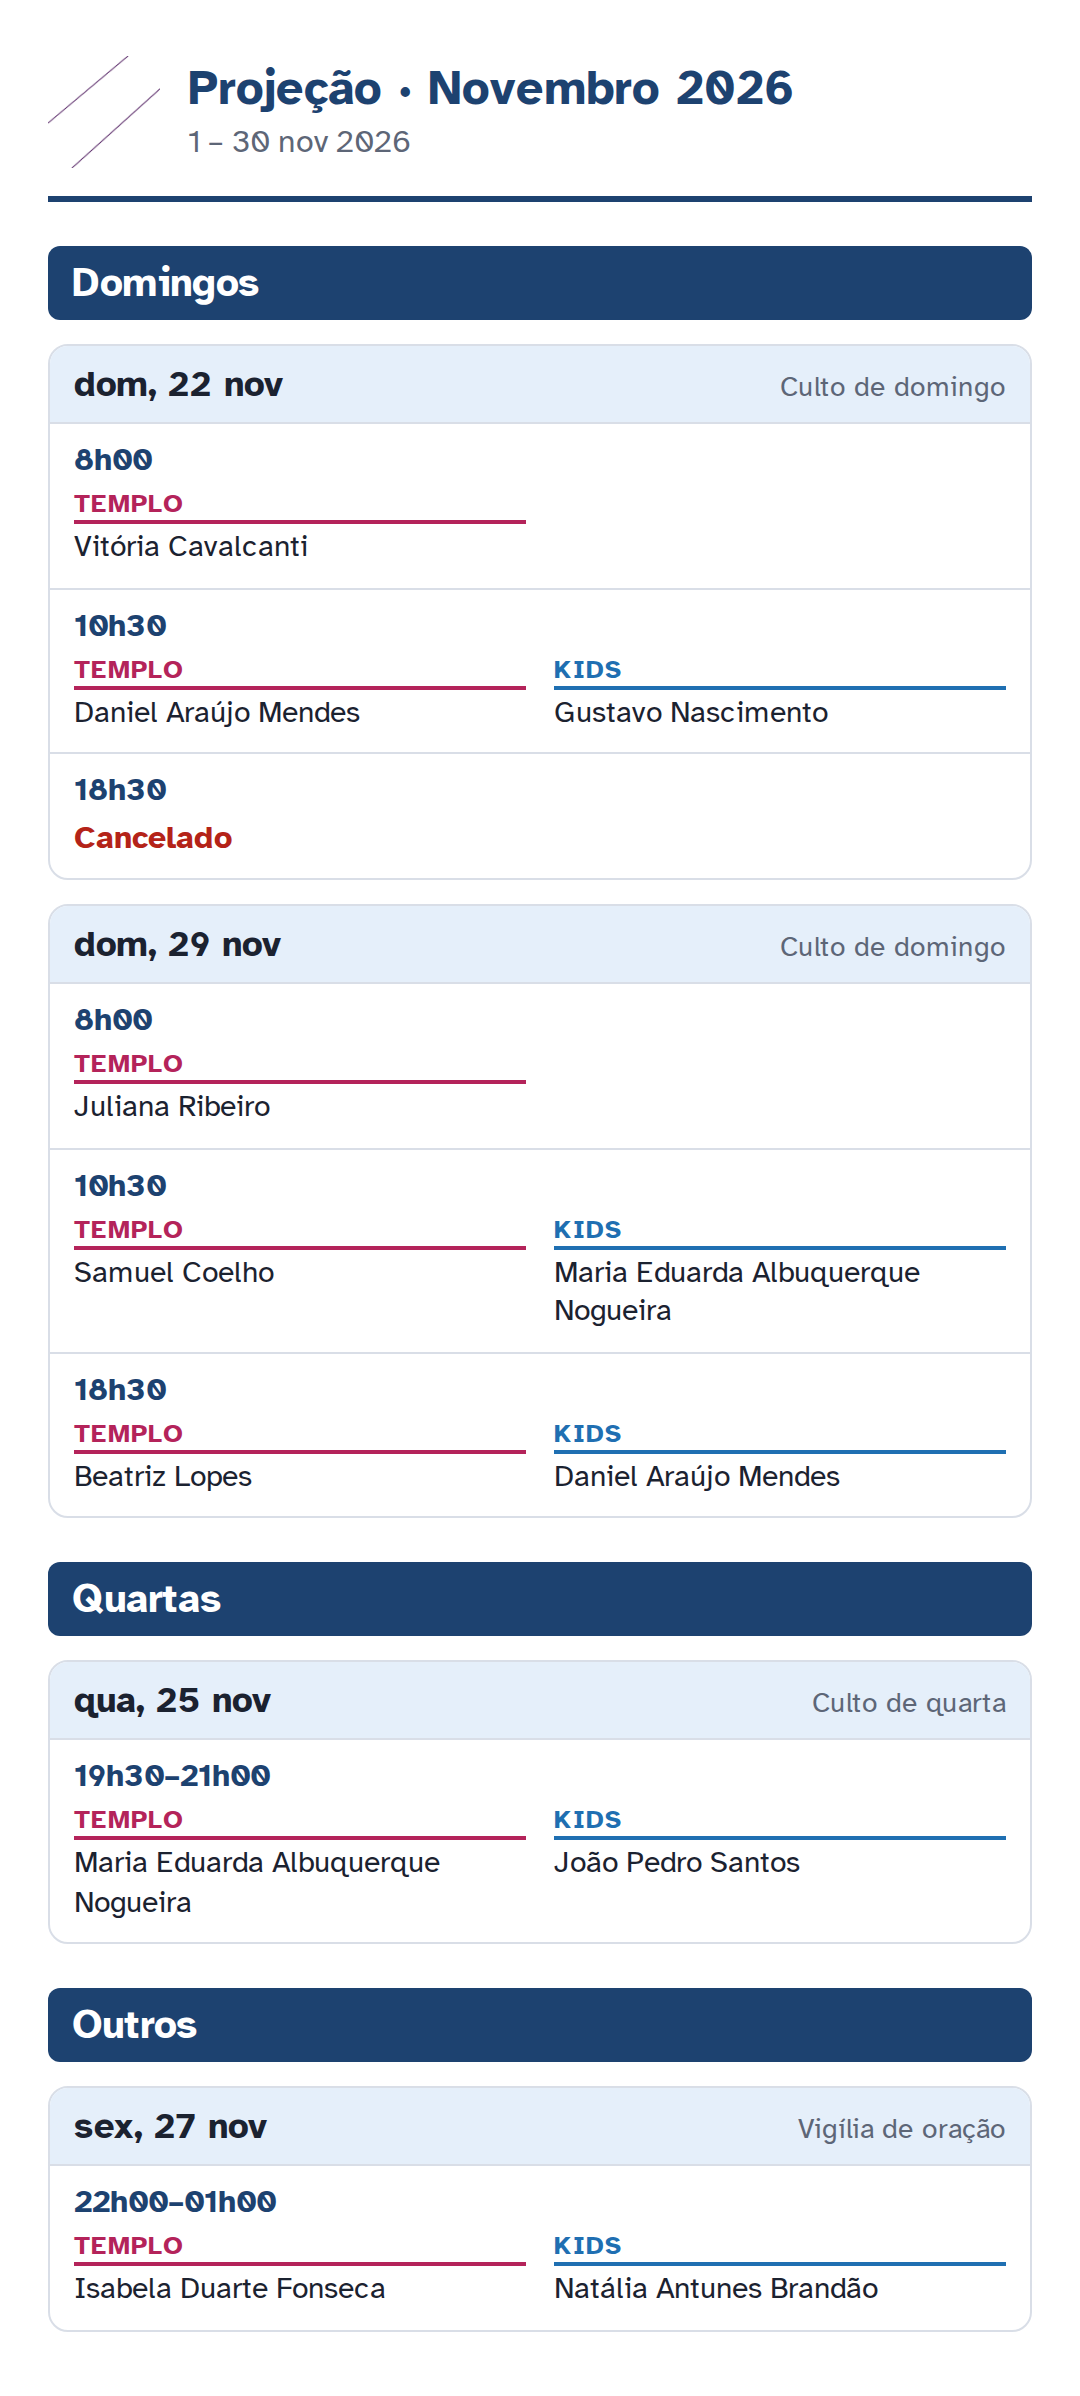 Projeção • Novembro 2026
1 – 30 nov 2026
Domingos
dom, 22 nov Culto de domingo
8h00
TEMPLO
Vitória Cavalcanti
10h30
TEMPLO KIDS
Daniel Araújo Mendes Gustavo Nascimento
18h30
Cancelado
dom, 29 nov Culto de domingo
8h00
TEMPLO
Juliana Ribeiro
10h30
TEMPLO KIDS
Samuel Coelho Maria Eduarda Albuquerque
Nogueira
18h30
TEMPLO KIDS
Beatriz Lopes Daniel Araújo Mendes
Quartas
qua, 25 nov Culto de quarta
19h30–21h00
TEMPLO KIDS
Maria Eduarda Albuquerque João Pedro Santos
Nogueira
Outros
sex, 27 nov Vigília de oração
22h00–01h00
TEMPLO KIDS
Isabela Duarte Fonseca Natália Antunes Brandão